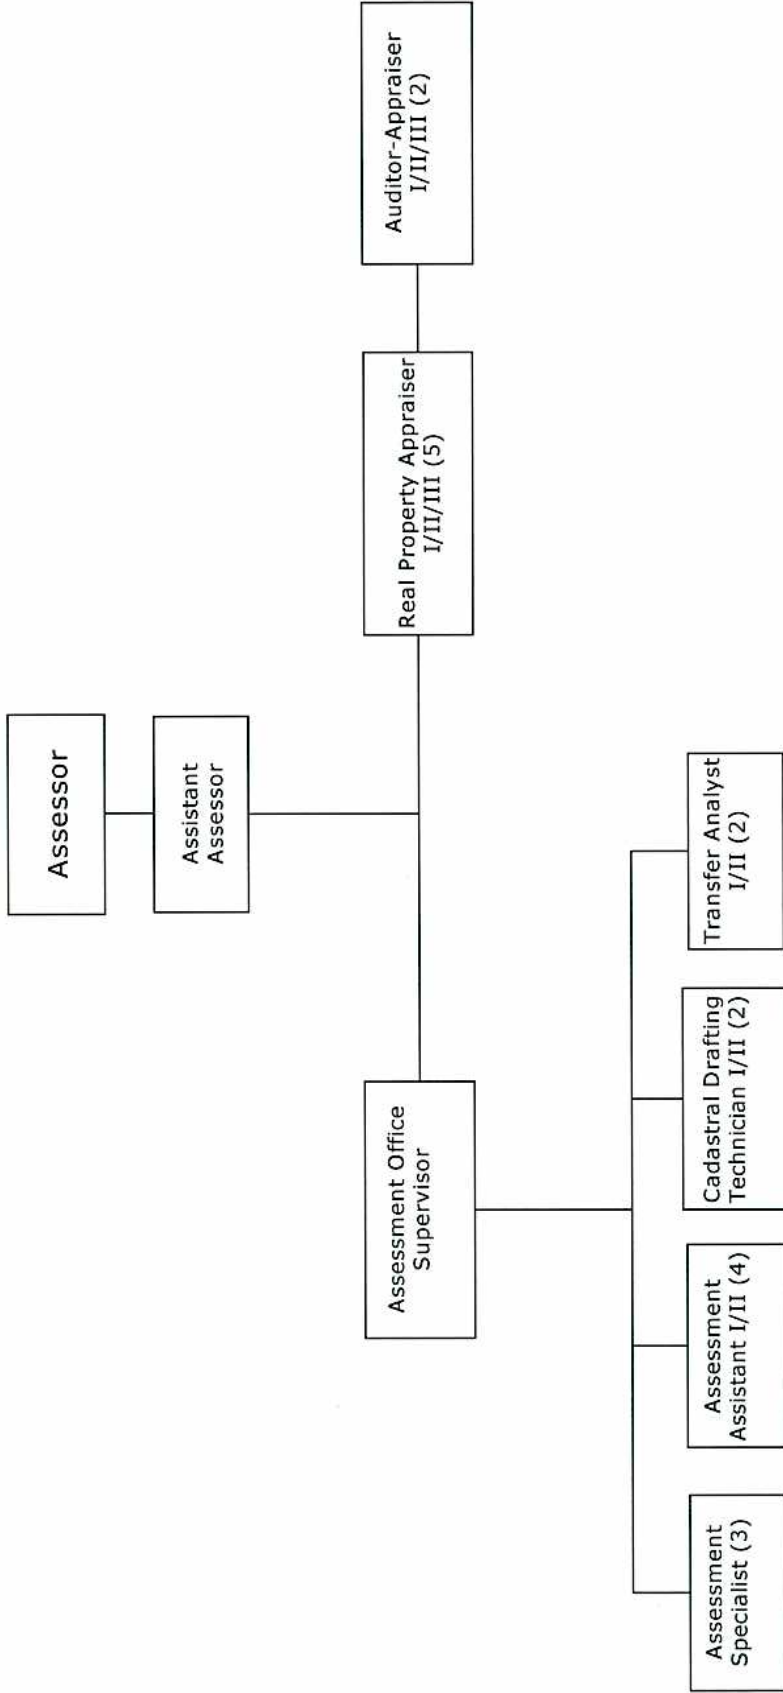 Assessor
Assistant
Assessor
Assessment Office
Supervisor
Real Property Appraiser
I/II/III (5)
Auditor-Appraiser
I/II/III (2)
Assessment
Specialist (3)
Assessment
Assistant I/II (4)
Cadastral Drafting
Technician I/II (2)
Transfer Analyst
I/II (2)